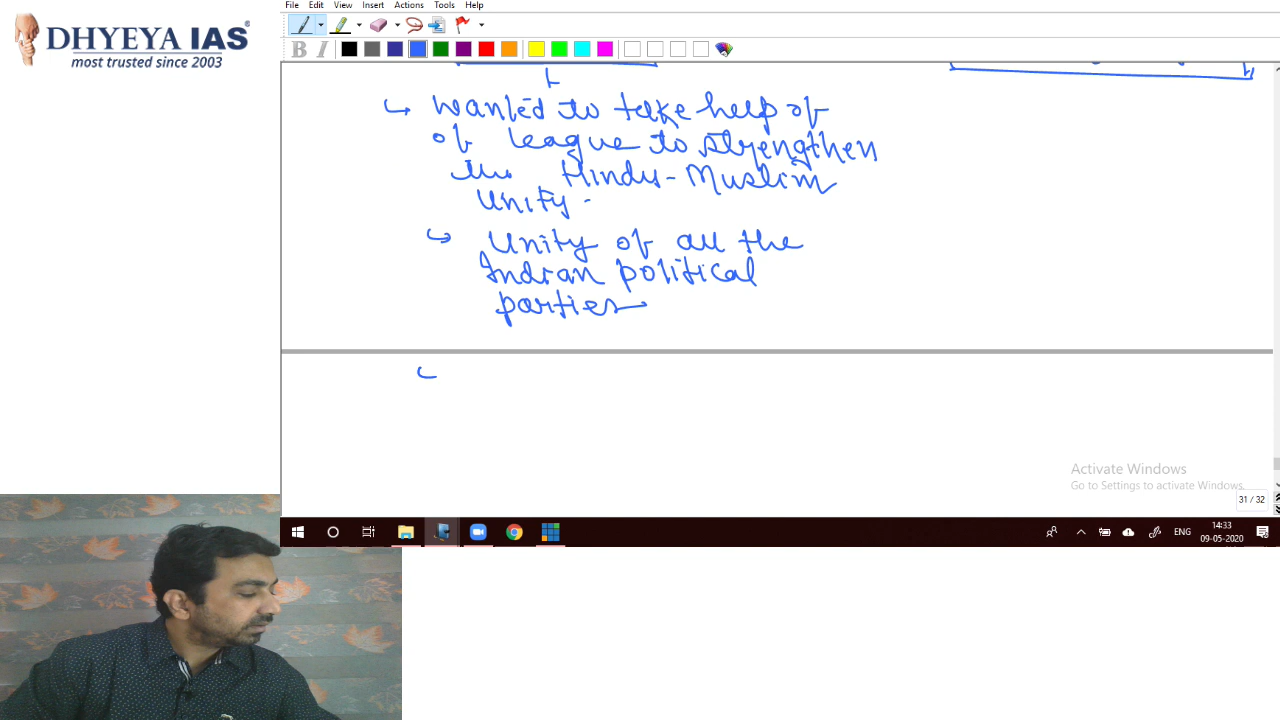 File Edit View Insert Actions Tools Help
DHYEYA IAS®
most trusted since 2003
B I
wanted to take help of
of league to strengthen
the Hindu-Muslim
Unity -
Unity of all the
Indian political
parties
Activate Windows
Go to Settings to activate Windows.
31 / 32
ENG
14:33
09-05-2020